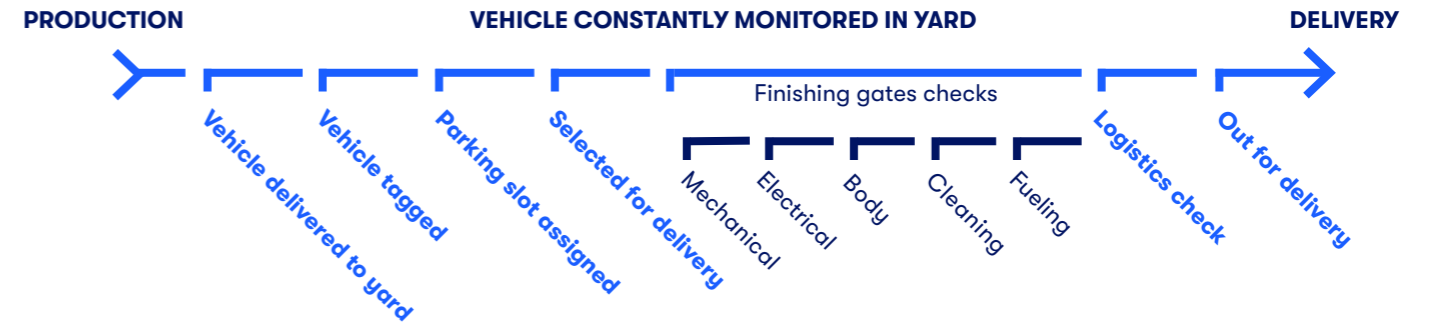 PRODUCTION
VEHICLE CONSTANTLY MONITORED IN YARD
DELIVERY
Vehicle delivered to yard
Vehicle tagged
Parking slot assigned
Selected for delivery
Finishing gates checks
Mechanical
Electrical
Body
Cleaning
Fueling
Logistics check
Out for delivery